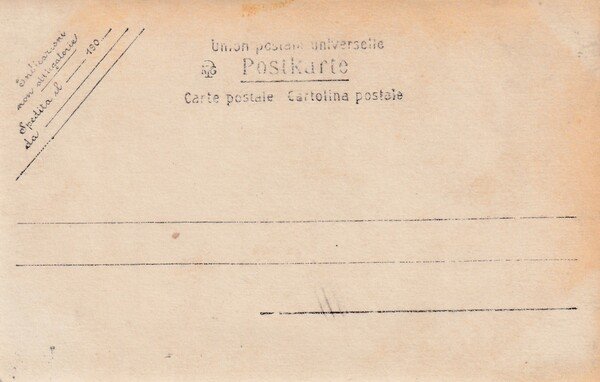 Indicazione
non obbligatoria
Spedita il 190
da
Union postale universelle
Postkarte
Carte postale Cartolina postale